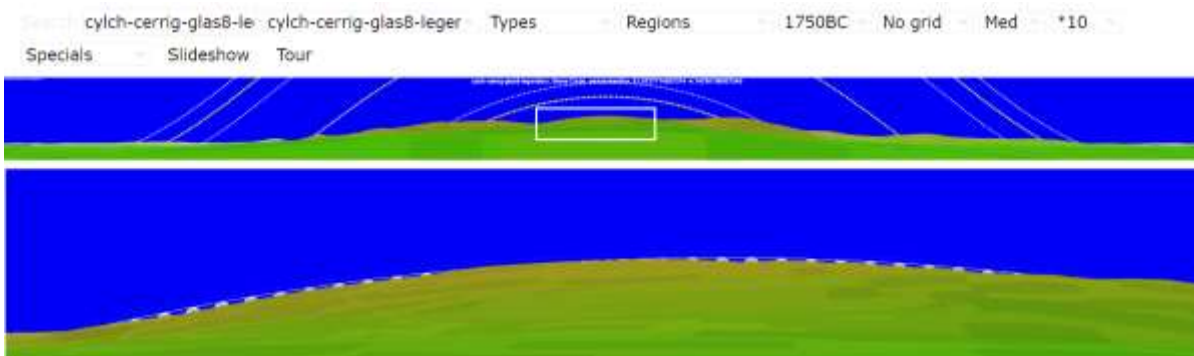 cylch-cerrig-glas8-le cylch-cerrig-glas8-leger Types Regions 1750BC No grid Med *10
Specials Slideshow Tour